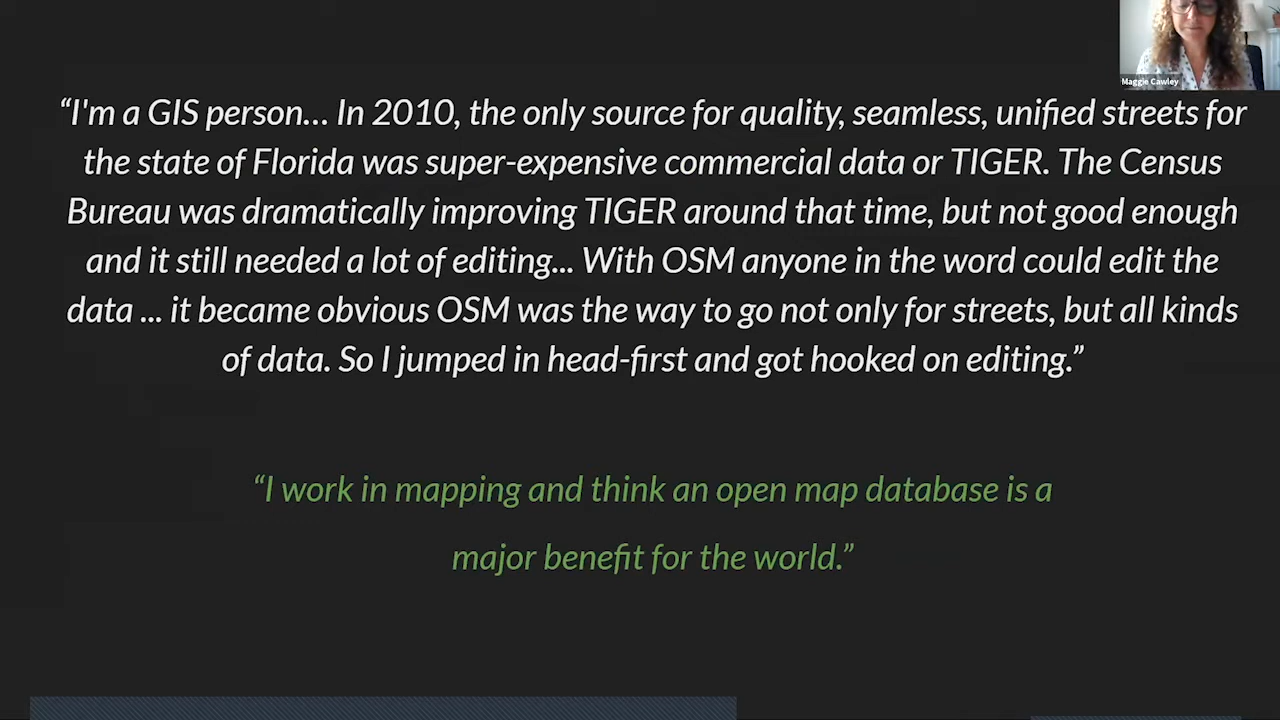 Maggie Cawley
“I'm a GIS person... In 2010, the only source for quality, seamless, unified streets for
the state of Florida was super-expensive commercial data or TIGER. The Census
Bureau was dramatically improving TIGER around that time, but not good enough
and it still needed a lot of editing... With OSM anyone in the word could edit the
data ... it became obvious OSM was the way to go not only for streets, but all kinds
of data. So I jumped in head-first and got hooked on editing.”
“I work in mapping and think an open map database is a
major benefit for the world.”